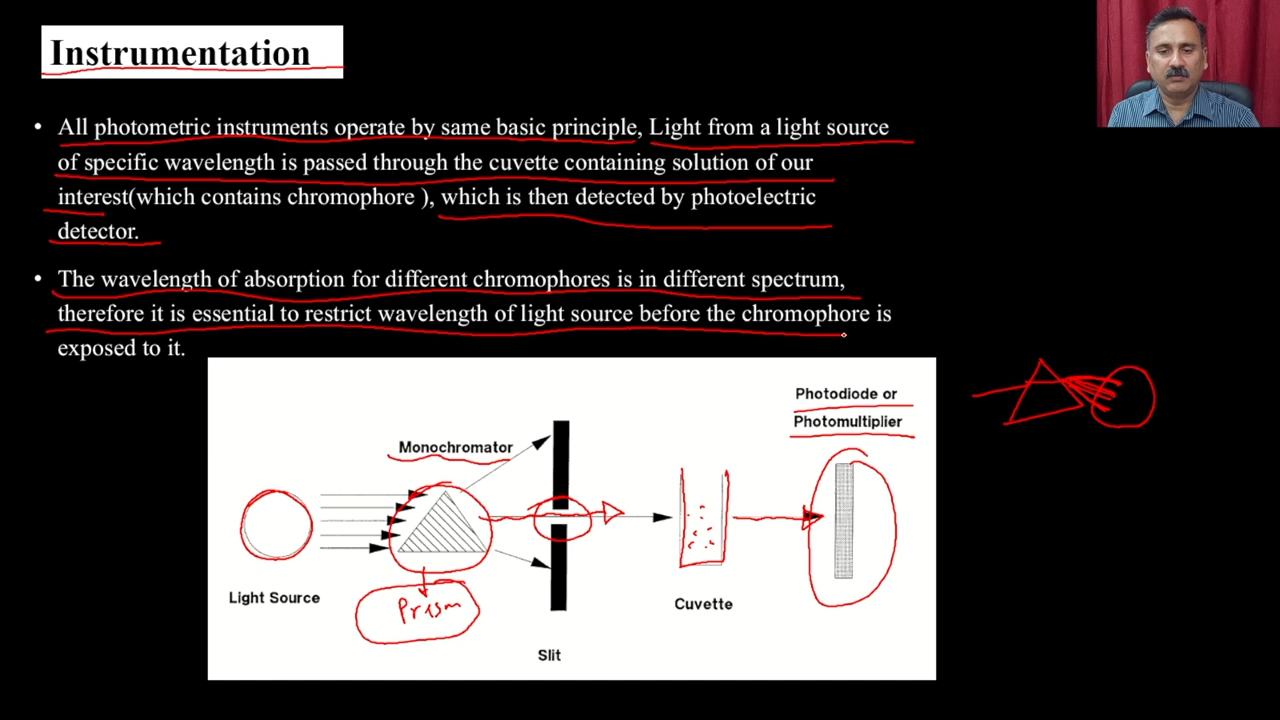 Instrumentation
• All photometric instruments operate by same basic principle, Light from a light source
of specific wavelength is passed through the cuvette containing solution of our
interest(which contains chromophore ), which is then detected by photoelectric
detector.
• The wavelength of absorption for different chromophores is in different spectrum,
therefore it is essential to restrict wavelength of light source before the chromophore is
exposed to it.
Photodiode or
Photomultiplier
Monochromator
Light Source
Prism
Cuvette
Slit